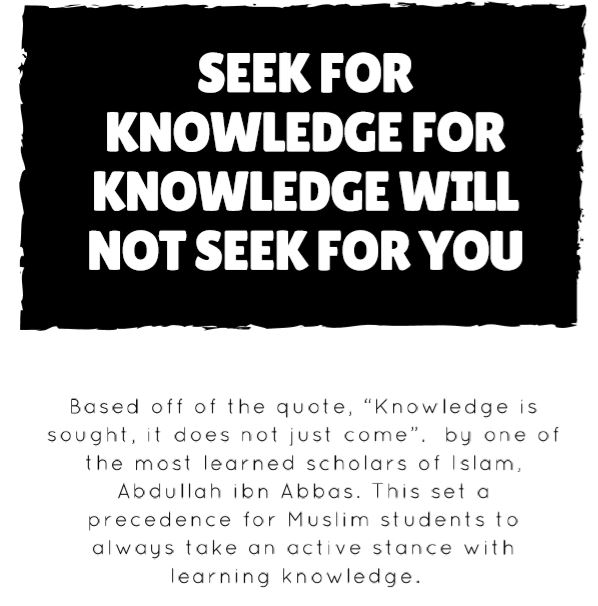 SEEK FOR
KNOWLEDGE FOR
KNOWLEDGE WILL
NOT SEEK FOR YOU
Based off of the quote, “Knowledge is
sought, it does not just come”.  by one of
the most learned scholars of Islam,
Abdullah ibn Abbas. This set a
precedence for Muslim students to
always take an active stance with
learning knowledge.